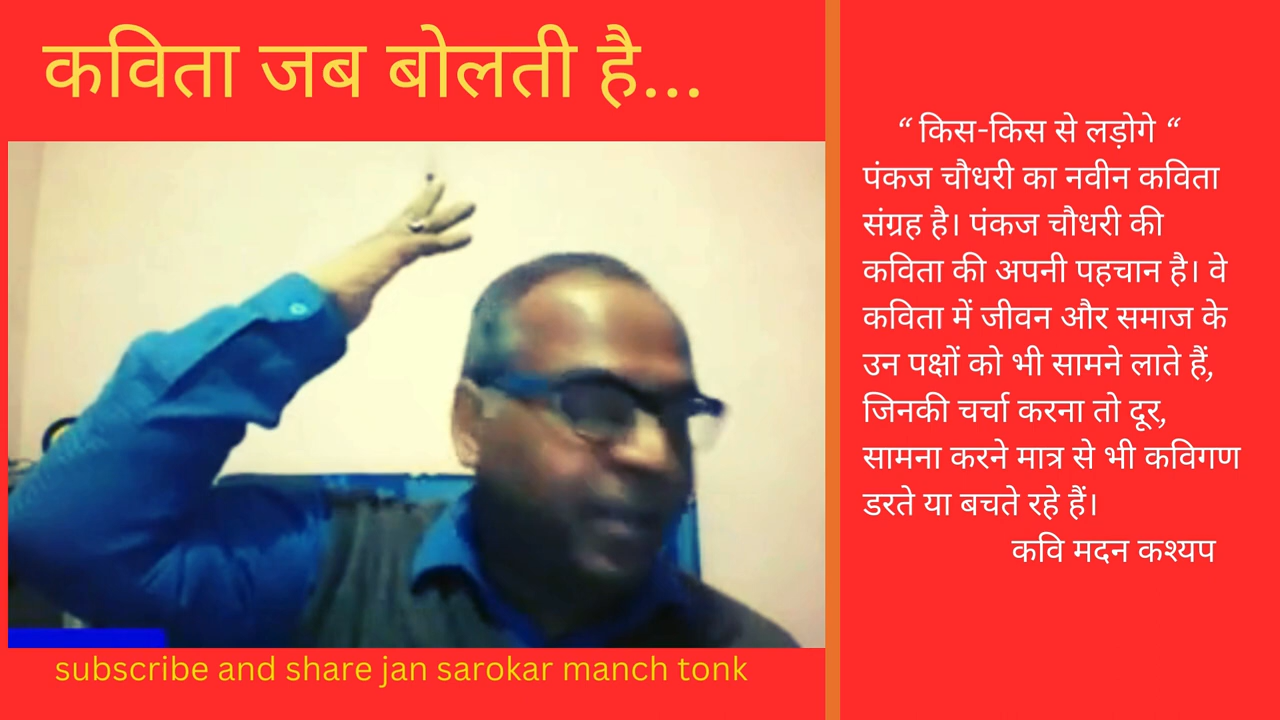 कविता जब बोलती है...
“ किस-किस से लड़ोगे “
पंकज चौधरी का नवीन कविता
संग्रह है। पंकज चौधरी की
कविता की अपनी पहचान है। वे
कविता में जीवन और समाज के
उन पक्षों को भी सामने लाते हैं,
जिनकी चर्चा करना तो दूर,
सामना करने मात्र से भी कविगण
डरते या बचते रहे हैं।
कवि मदन कश्यप
subscribe and share jan sarokar manch tonk